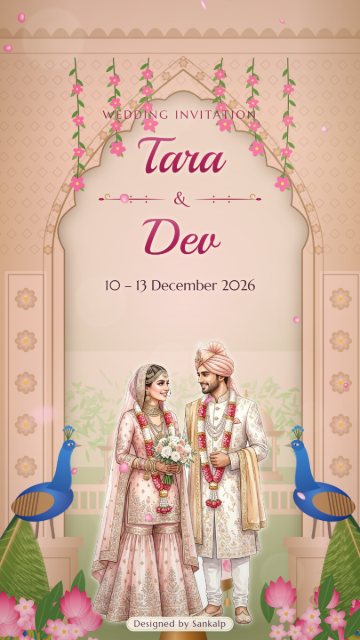 WEDDING INVITATION
Tara
&
Dev
10 – 13 December 2026
Designed by Sankalp